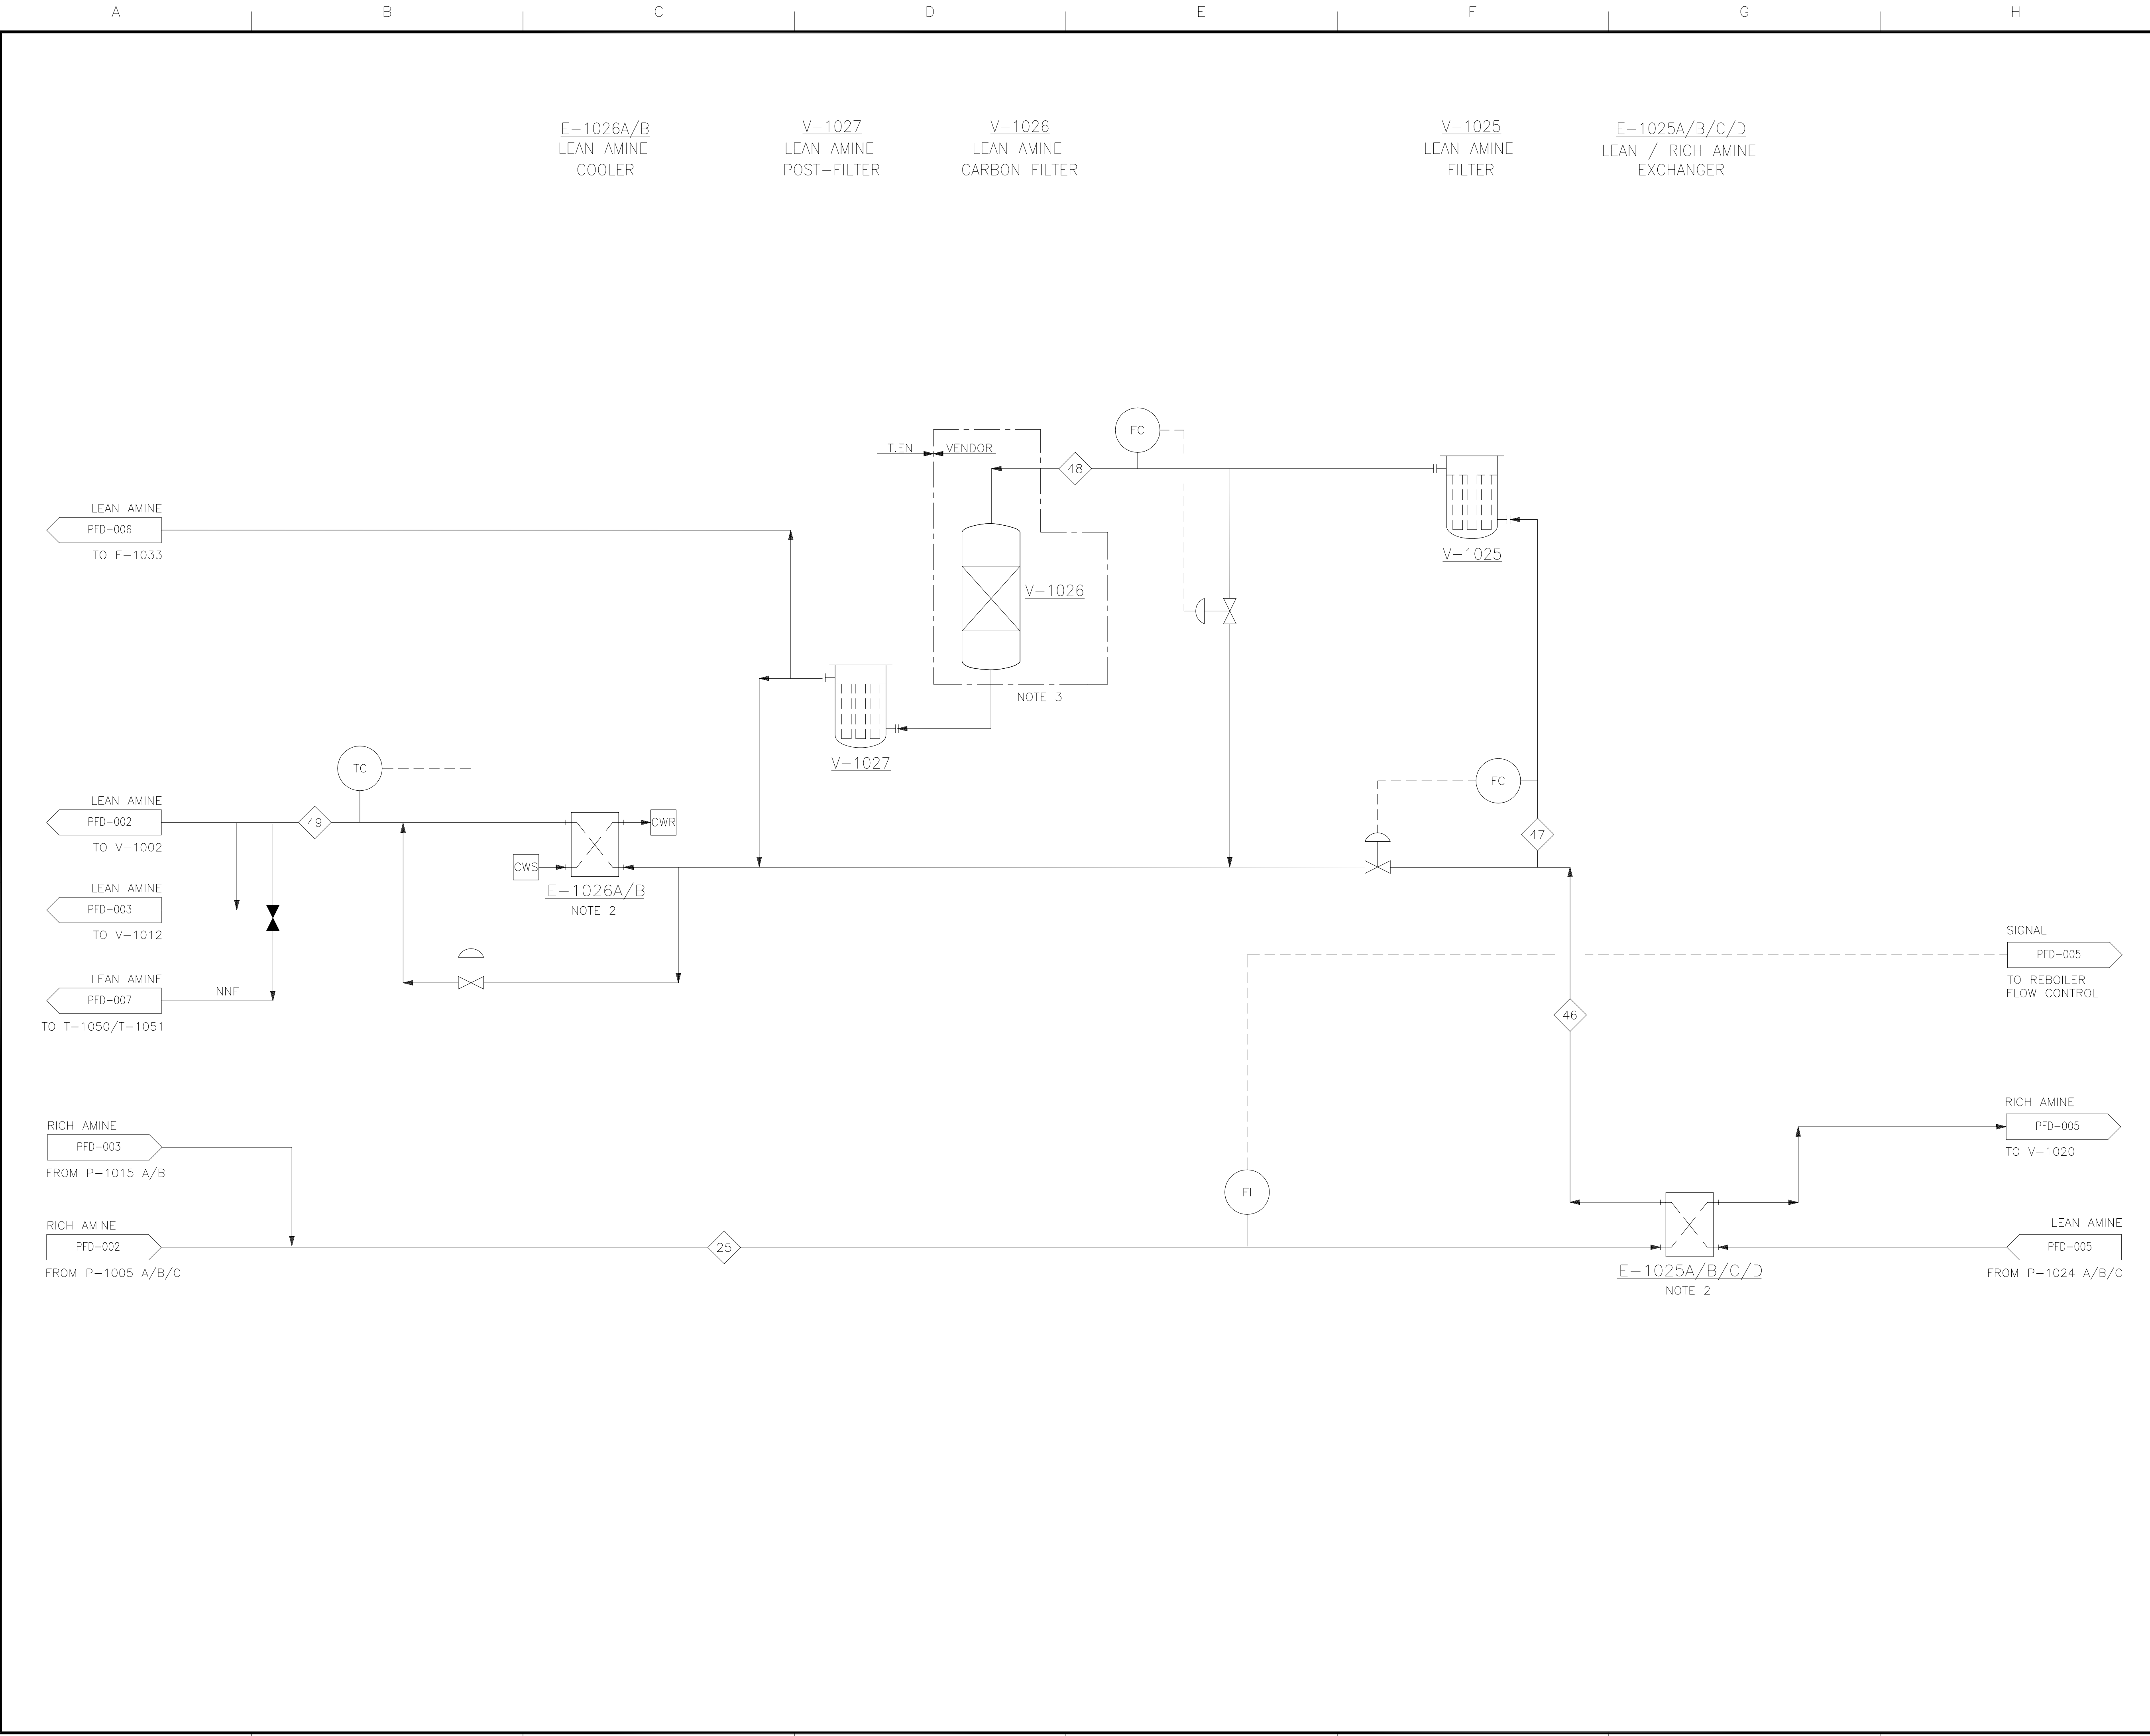 A B C D E F G H
E-1026A/B
LEAN AMINE
COOLER
V-1027
LEAN AMINE
POST-FILTER
V-1026
LEAN AMINE
CARBON FILTER
V-1025
LEAN AMINE
FILTER
E-1025A/B/C/D
LEAN / RICH AMINE
EXCHANGER
FC
T.EN VENDOR
48
LEAN AMINE
PFD-006
TO E-1033
V-1025
V-1026
NOTE 3
V-1027
TC
FC
LEAN AMINE
PFD-002
TO V-1002
49
CWR
47
CWS
E-1026A/B
NOTE 2
LEAN AMINE
PFD-003
TO V-1012
LEAN AMINE
PFD-007
NNF
TO T-1050/T-1051
SIGNAL
PFD-005
TO REBOILER
FLOW CONTROL
46
RICH AMINE
PFD-003
FROM P-1015 A/B
RICH AMINE
PFD-005
TO V-1020
FI
RICH AMINE
PFD-002
FROM P-1005 A/B/C
25
LEAN AMINE
PFD-005
FROM P-1024 A/B/C
E-1025A/B/C/D
NOTE 2